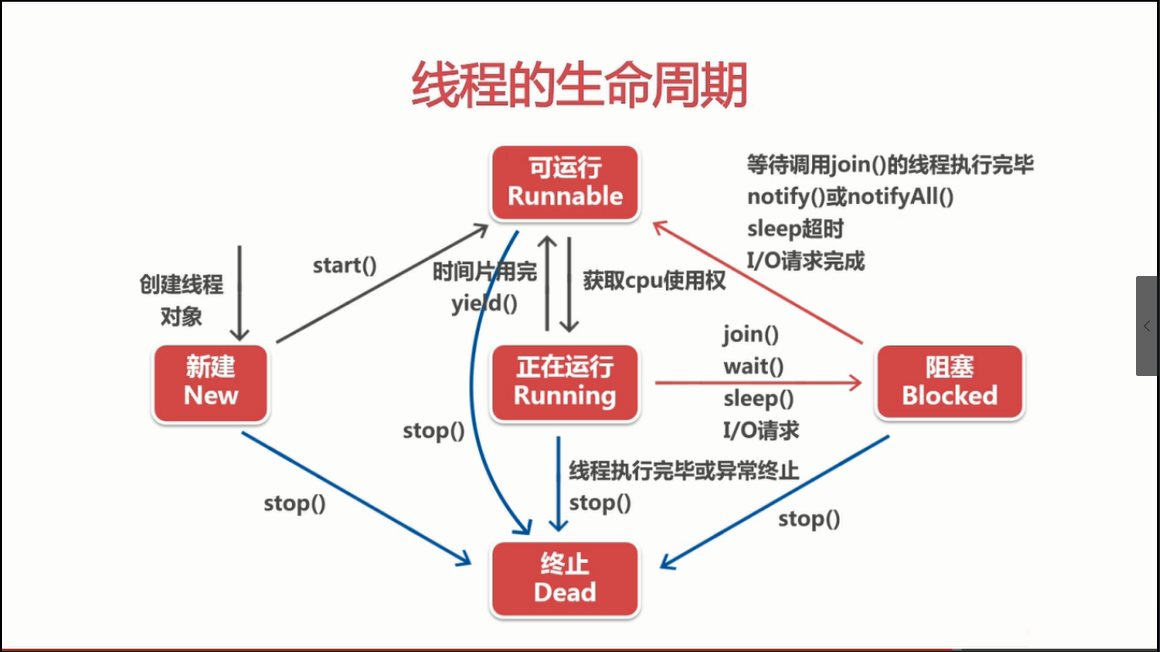 线程的生命周期
可运行
Runnable
等待调用join()的线程执行完毕
notify()或notifyAll()
sleep超时
I/O请求完成
创建线程
对象
start()
时间片用完
yield()
获取cpu使用权
新建
New
正在运行
Running
join()
wait()
sleep()
I/O请求
阻塞
Blocked
stop()
stop()
线程执行完毕或异常终止
stop()
stop()
终止
Dead